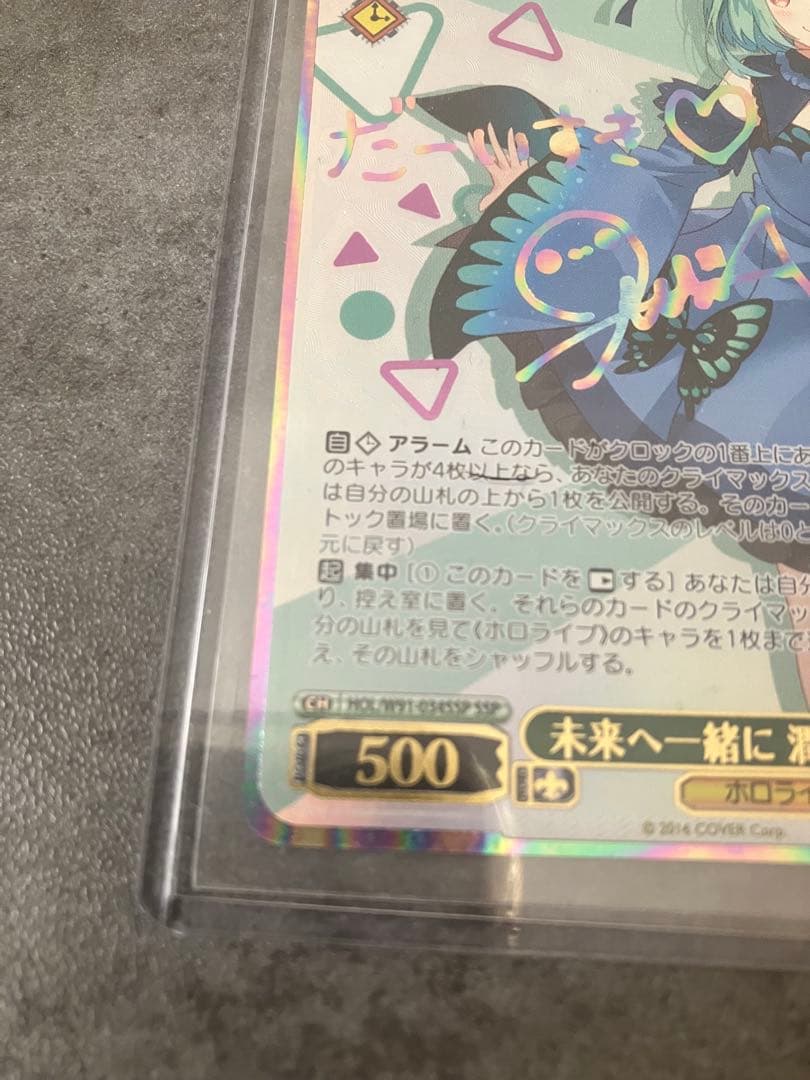 だーいすき♡
自 アラーム このカードがクロックの1番上にあ
のキャラが4枚以上なら、あなたのクライマックス
は自分の山札の上から1枚を公開する。そのカー
トック置場に置く。(クライマックスのレベルは0と
元に戻す)
起 集中 [① このカードを する] あなたは自分
り、控え室に置く。それらのカードのクライマッ
分の山札を見て《ホロライブ》のキャラを1枚まで
え、その山札をシャッフルする。
CH HOL/W91-054SSP SSP
500
未来へ一緒に 潤
ホロライ
© 2016 COVER Corp.